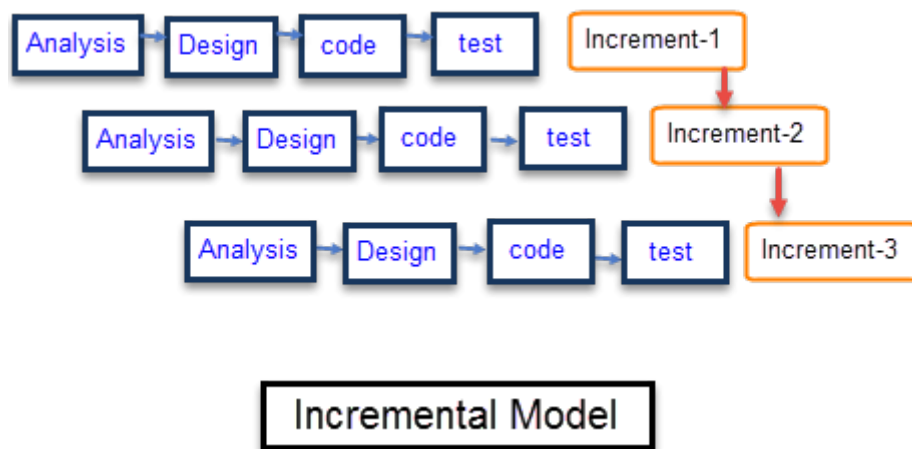 Analysis Design code test Increment-1
Analysis Design code test Increment-2
Analysis Design code test Increment-3
Incremental Model